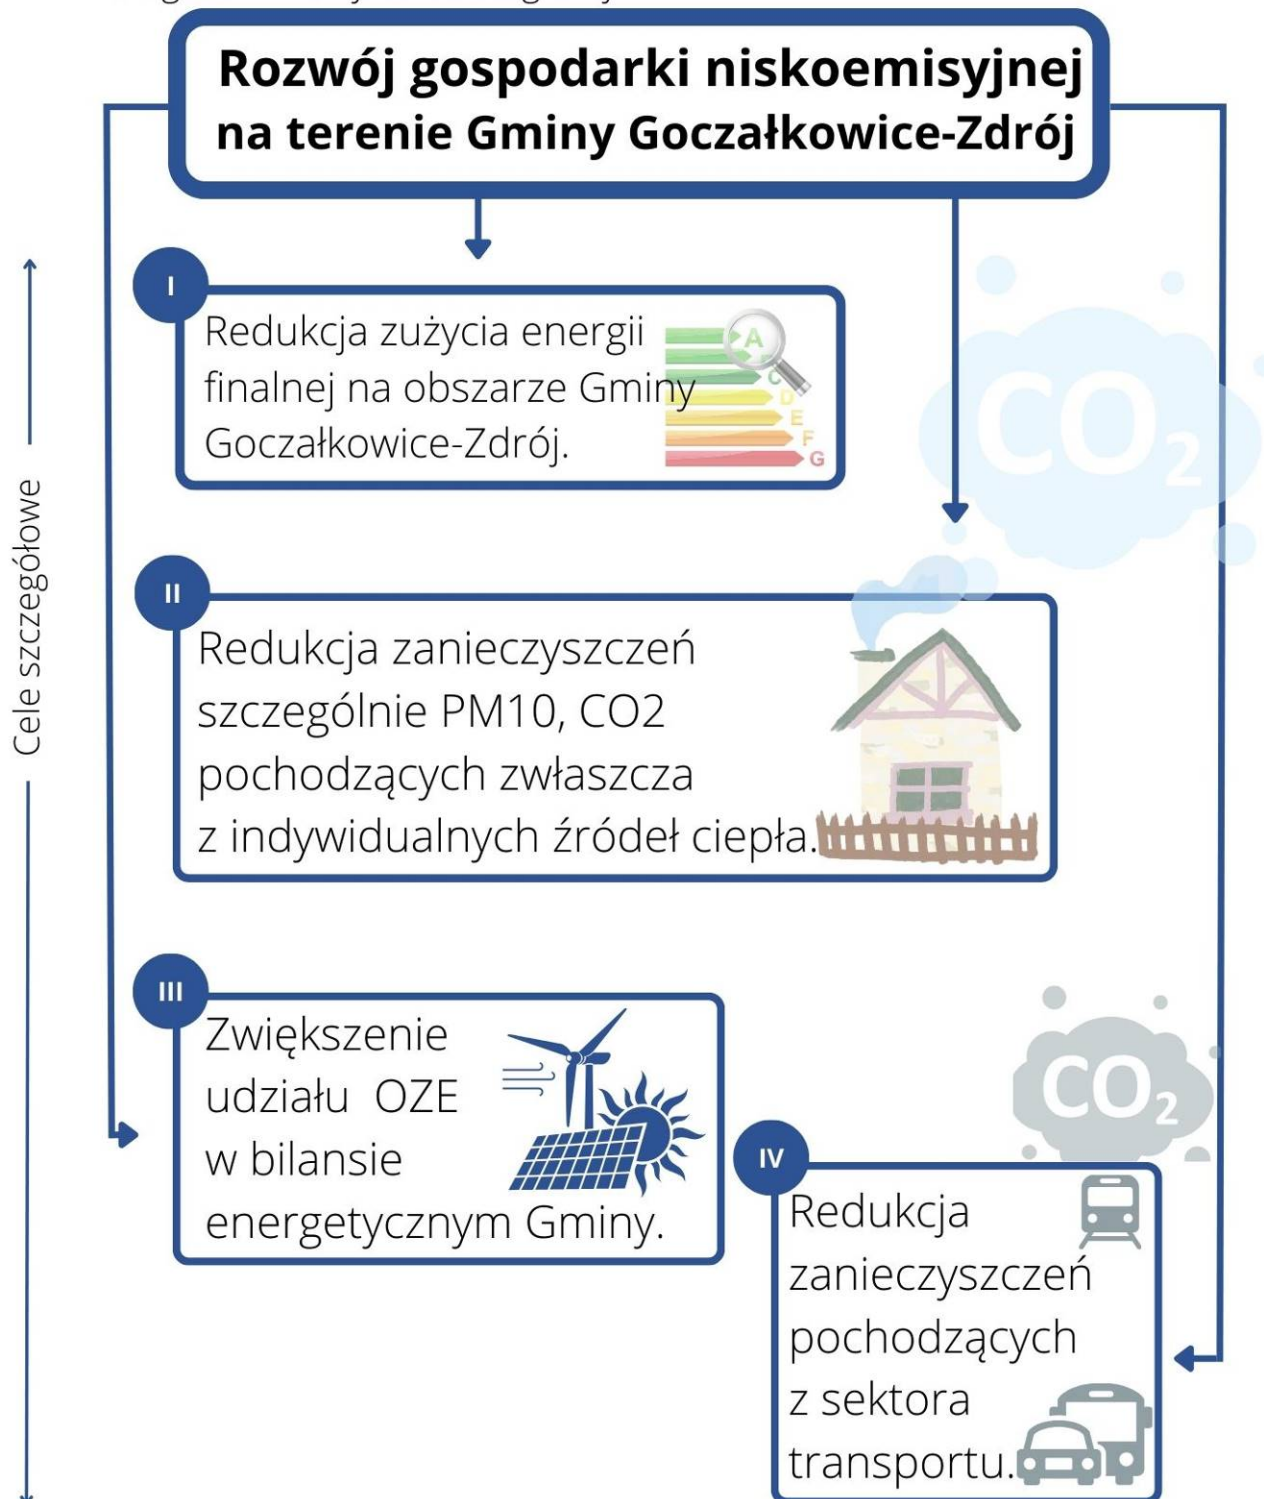 Rozwój gospodarki niskoemisyjnej
na terenie Gminy Goczałkowice-Zdrój
Cele szczegółowe
I
Redukcja zużycia energii
finalnej na obszarze Gminy
Goczałkowice-Zdrój.
A
C
D
E
F
G
CO2
II
Redukcja zanieczyszczeń
szczególnie PM10, CO2
pochodzących zwłaszcza
z indywidualnych źródeł ciepła.
III
Zwiększenie
udziału OZE
w bilansie
energetycznym Gminy.
CO2
IV
Redukcja
zanieczyszczeń
pochodzących
z sektora
transportu.